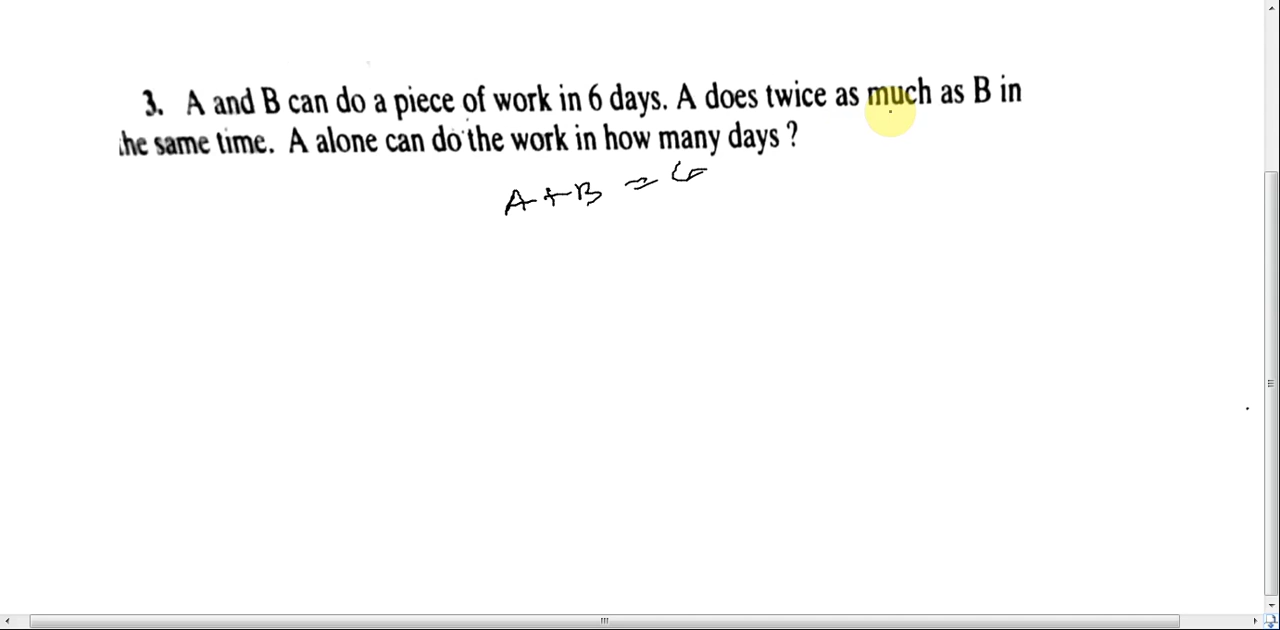 3. A and B can do a piece of work in 6 days. A does twice as much as B in
he same time. A alone can do the work in how many days ?
A+B = 6